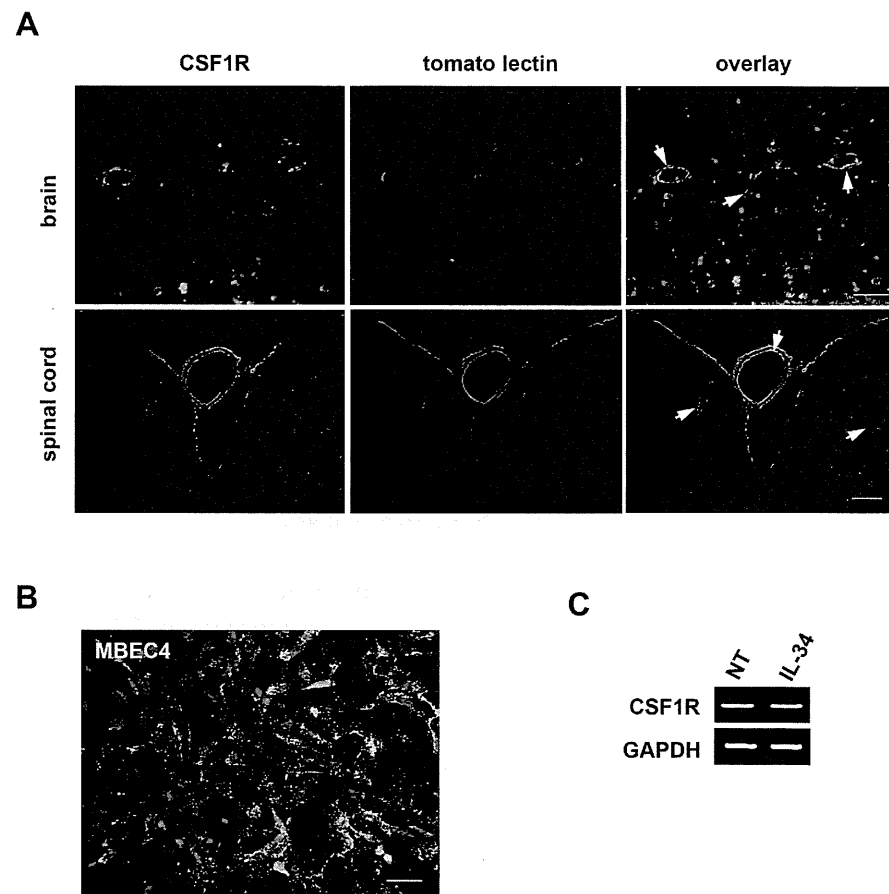 A
CSF1R tomato lectin overlay
brain
spinal cord
B
MBEC4
C
NT IL-34
CSF1R
GAPDH